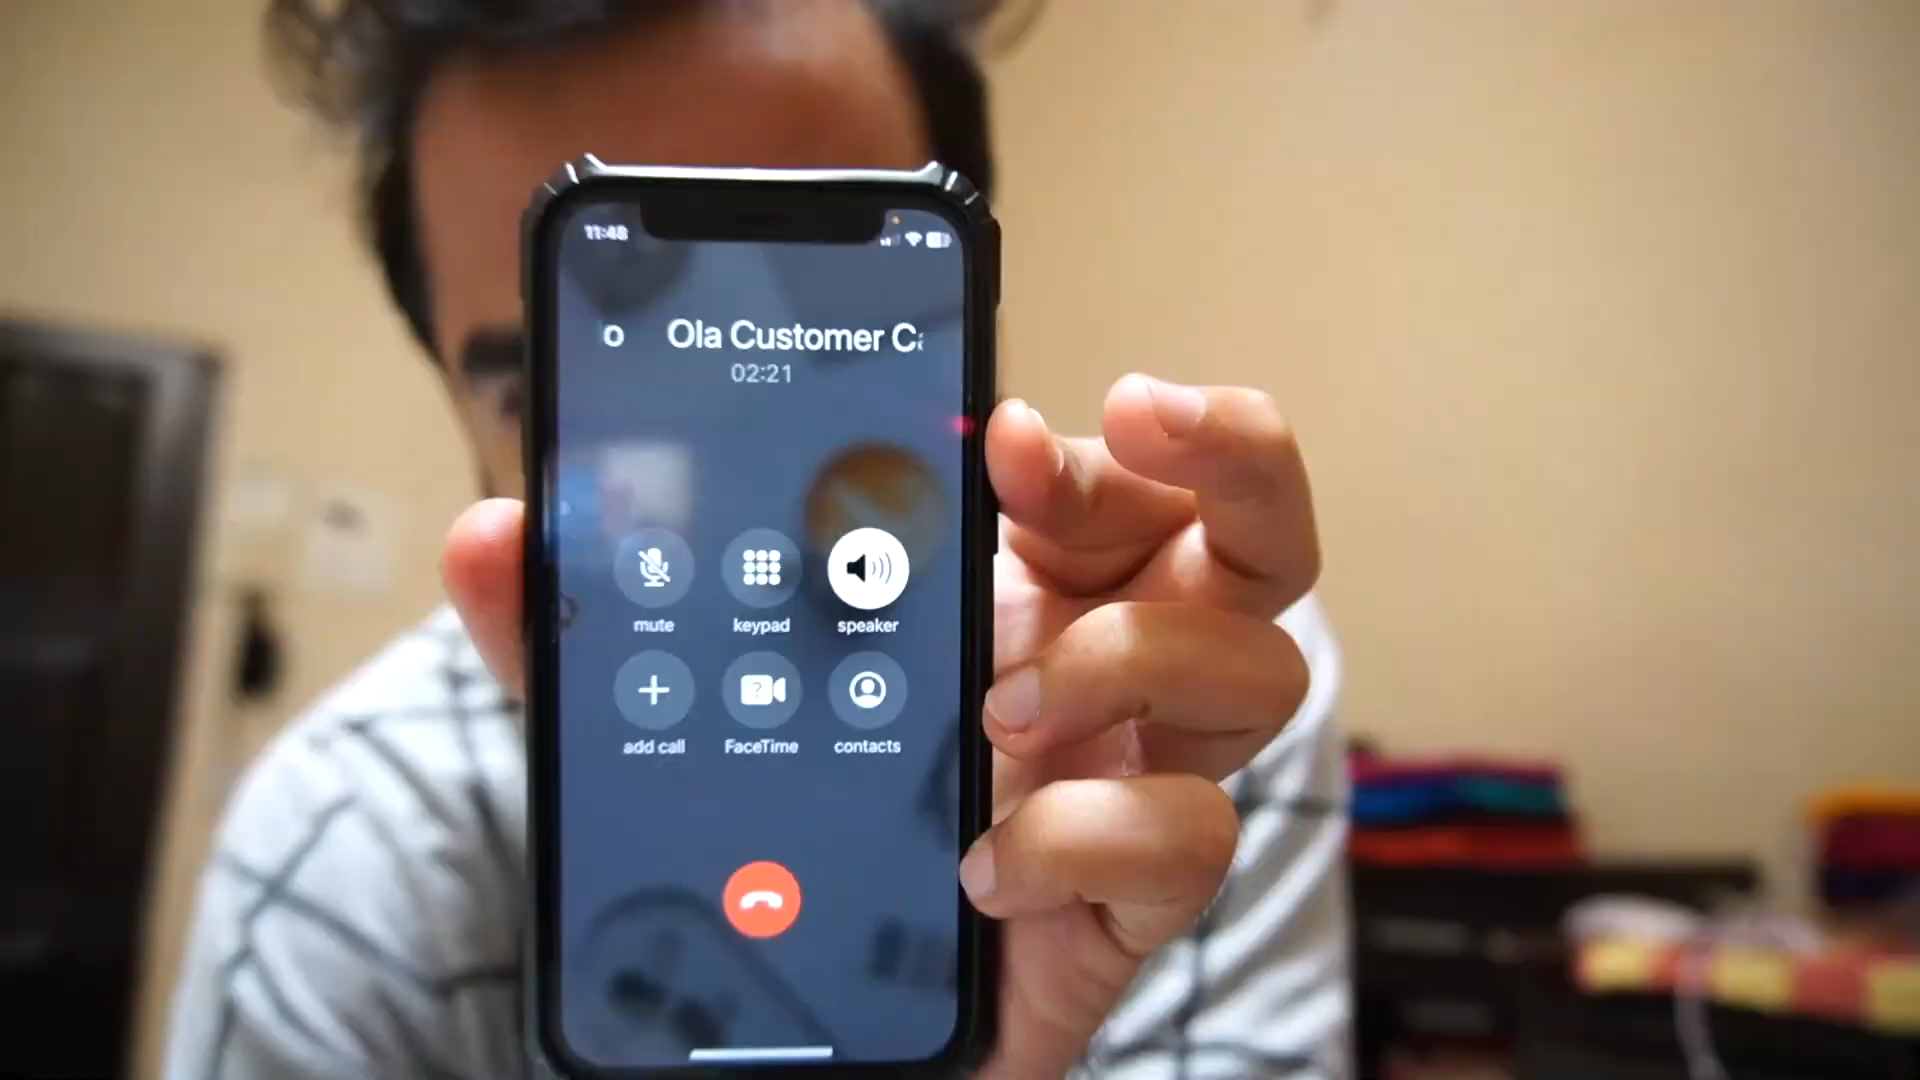 11:48
o Ola Customer C
02:21
mute keypad speaker
add call FaceTime contacts